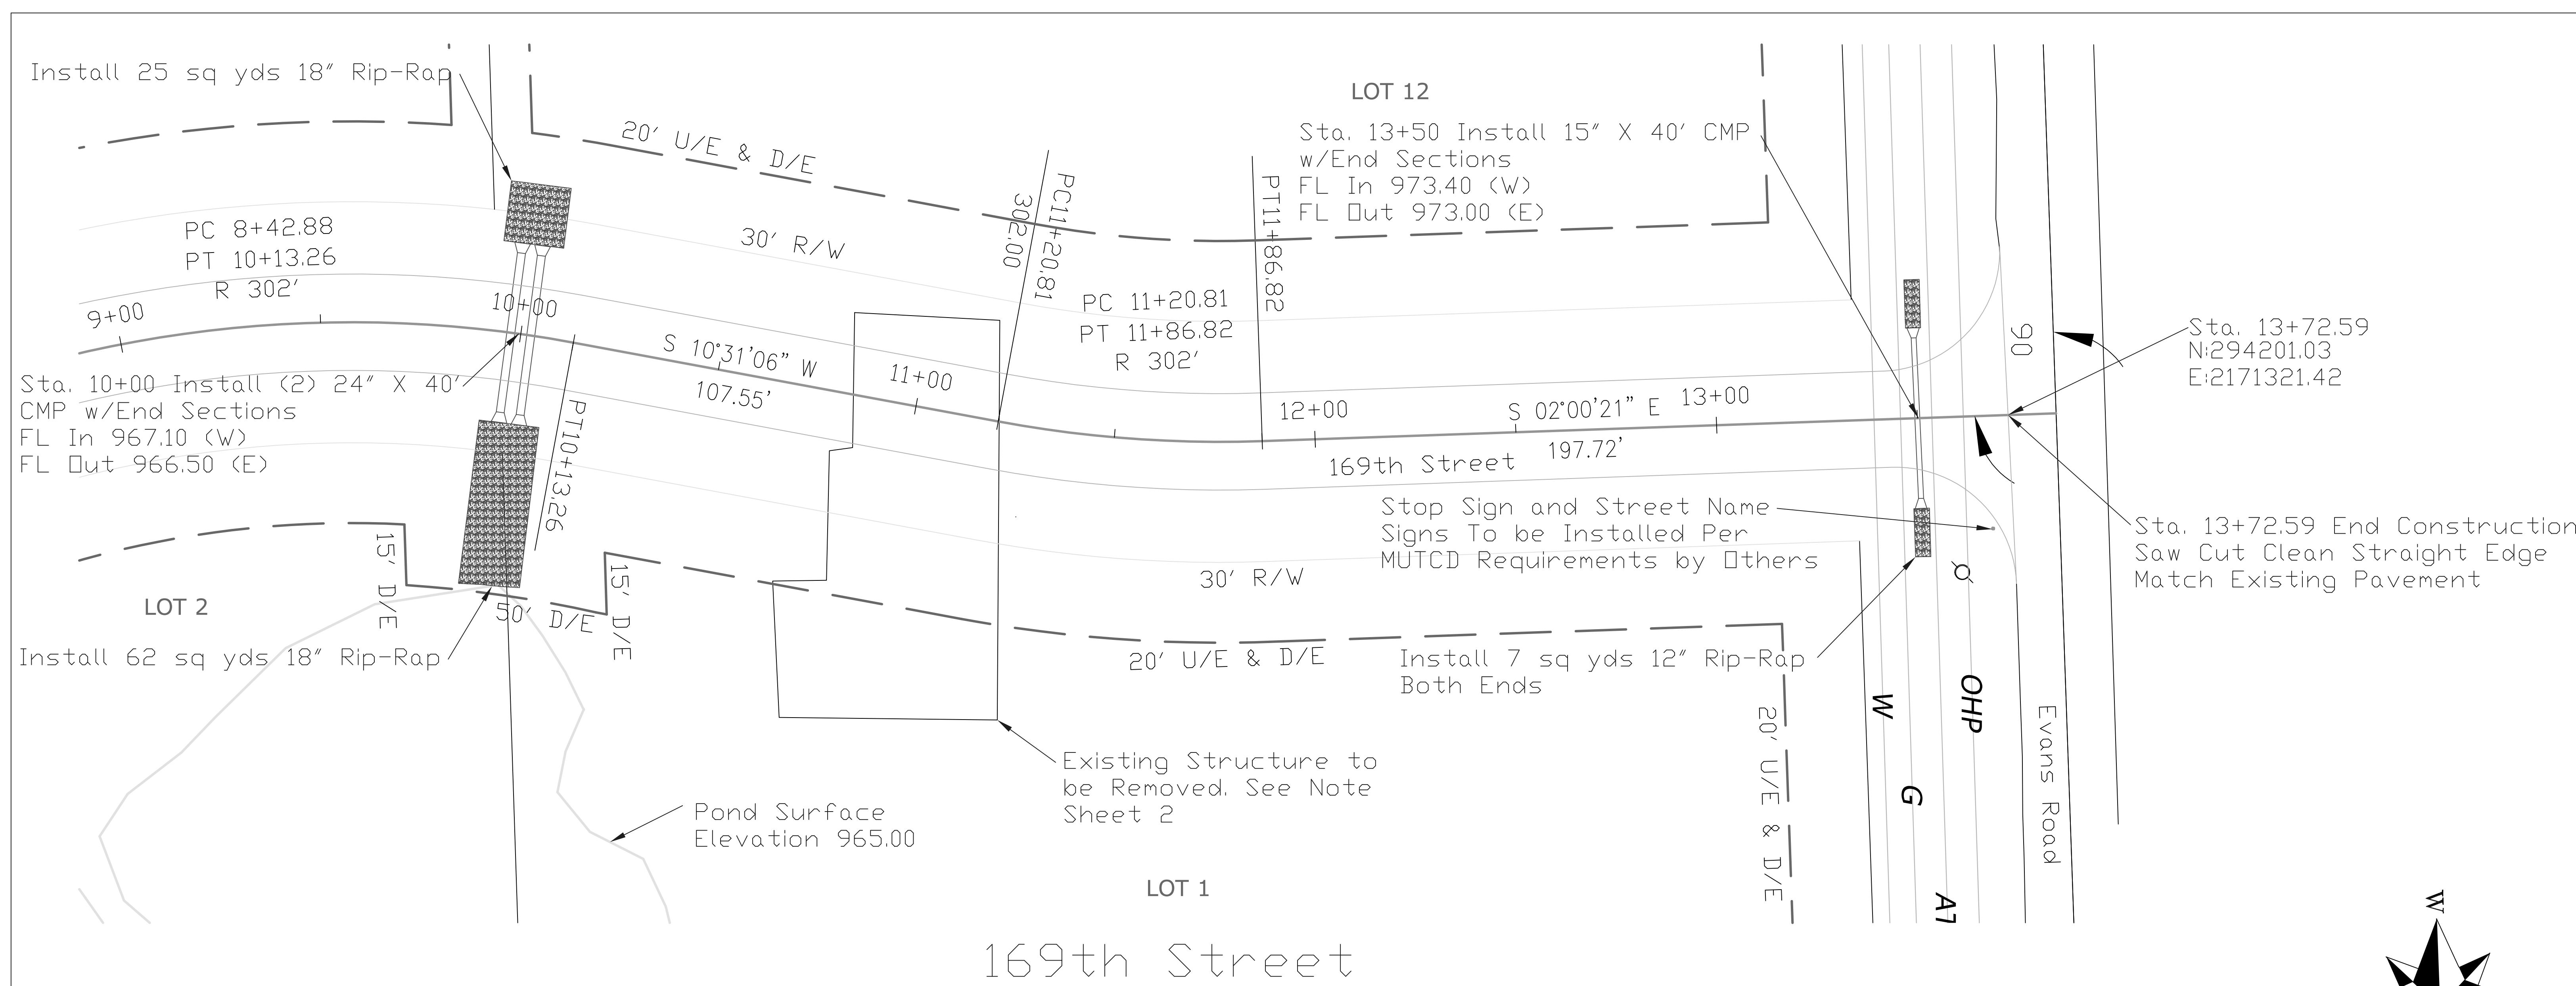 Install 25 sq yds 18" Rip-Rap
LOT 12
20' U/E & D/E
Sta. 13+50 Install 15" X 40' CMP
w/End Sections
FL In 973.40 (W)
FL Out 973.00 (E)
PC11+20.81
302.00
PT11+86.82
PC 8+42.88
PT 10+13.26
R 302'
30' R/W
9+00
10+00
S 10°31'06" W
107.55'
11+00
PC 11+20.81
PT 11+86.82
R 302'
12+00
S 02°00'21" E
13+00
197.72'
169th Street
90
Sta. 13+72.59
N:294201.03
E:2171321.42
Sta. 10+00 Install (2) 24" X 40'
CMP w/End Sections
FL In 967.10 (W)
FL Out 966.50 (E)
PT10+13.26
Stop Sign and Street Name
Signs To be Installed Per
MUTCD Requirements by Others
30' R/W
Sta. 13+72.59 End Construction
Saw Cut Clean Straight Edge
Match Existing Pavement
15' D/E
LOT 2
50' D/E
15' D/E
Install 62 sq yds 18" Rip-Rap
20' U/E & D/E
Install 7 sq yds 12" Rip-Rap
Both Ends
20' U/E & D/E
W
OHP
G
Evans Road
Existing Structure to
be Removed. See Note
Sheet 2
Pond Surface
Elevation 965.00
LOT 1
169th Street
W